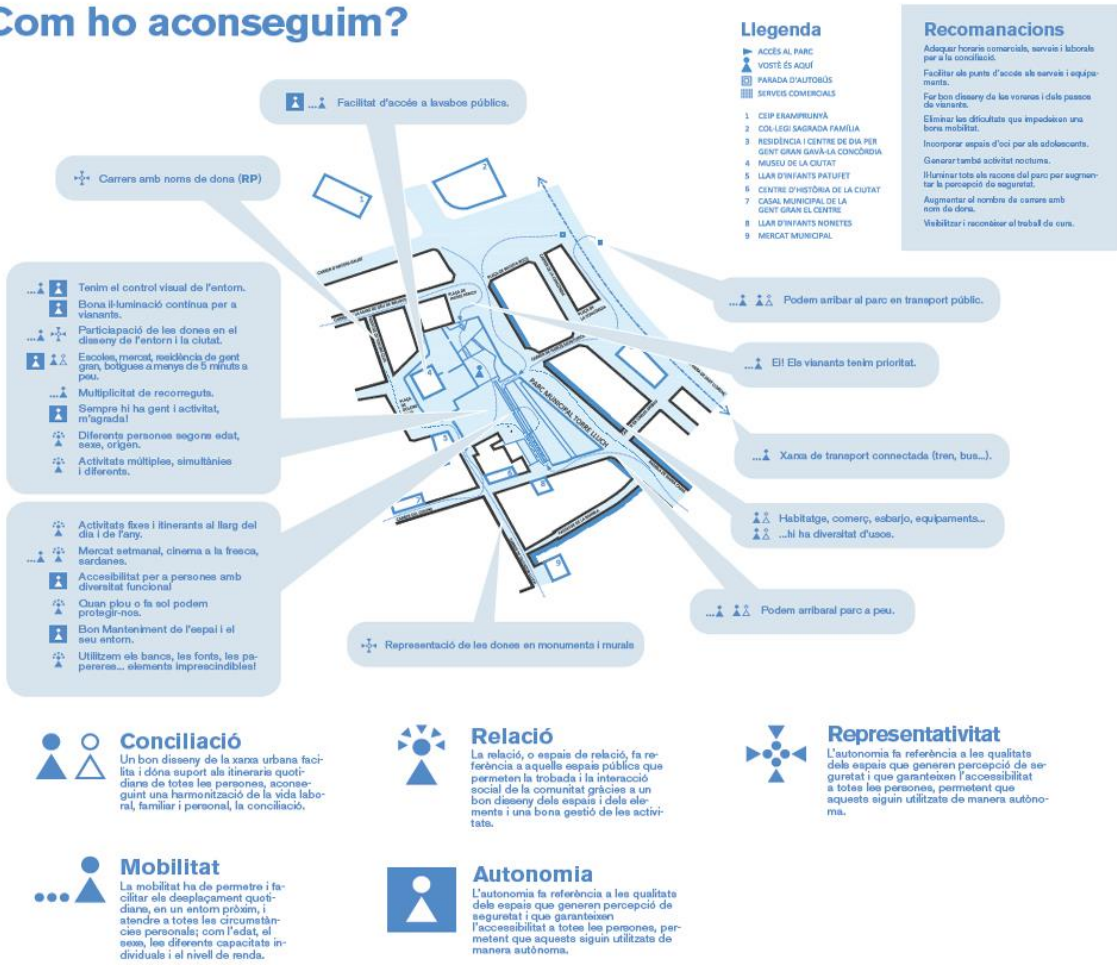 Com ho aconseguim?
Llegenda
ACCÉS AL PARC
VOSTÈ ÉS AQUÍ
PARADA D'AUTOBÚS
SERVEIS COMERCIALS
1 CEIP ERAMPRUNYÀ
2 COL·LEGI SAGRADA FAMÍLIA
3 RESIDÈNCIA I CENTRE DE DIA PER
GENT GRAN GAVÀ-LA CONCÒRDIA
4 MUSEU DE LA CIUTAT
5 LLAR D'INFANTS PATUFET
6 CENTRE D'HISTÒRIA DE LA CIUTAT
7 CASAL MUNICIPAL DE LA
GENT GRAN EL CENTRE
8 LLAR D'INFANTS NONETES
9 MERCAT MUNICIPAL
Recomanacions
Adequar horaris comercials, serveis i laborals
per a la conciliació.
Facilitar els punts d'accés als serveis i equipa-
ments.
Fer bon disseny de les voreres i dels passos
de vianants.
Eliminar les dificultats que impedeixen una
bona mobilitat.
Incorporar espais d'oci per als adolescents.
Generar també activitat nocturna.
Il·luminar tots els racons del parc per augmen-
tar la percepció de seguretat.
Augmentar el nombre de carrers amb
nom de dona.
Visibilitzar i reconèixer el treball de cura.
Facilitat d'accés a lavabos públics.
Carrers amb noms de dona (RP)
Tenim el control visual de l'entorn.
Bona il·luminació contínua per a
vianants.
Particiapació de les dones en el
disseny de l'entorn i la ciutat.
Escoles, mercat, residència de gent
gran, botigues a menys de 5 minuts a
peu.
Multiplicitat de recorreguts.
Sempre hi ha gent i activitat,
m'agrada!
Diferents persones segons edat,
sexe, origen.
Activitats múltiples, simultànies
i diferents.
Activitats fixes i itinerants al llarg del
dia i de l'any.
Mercat setmanal, cinema a la fresca,
sardanes.
Accesibilitat per a persones amb
diversitat funcional
Quan plou o fa sol podem
protegir-nos.
Bon Manteniment de l'espai i el
seu entorn.
Utilitzem els bancs, les fonts, les pa-
pereres... elements imprescindibles!
1
2
4
5
6
7
8
9
PARC MUNICIPAL TORRE LLUCH
Podem arribar al parc en transport públic.
Ei! Els vianants tenim prioritat.
Xarxa de transport connectada (tren, bus...).
Habitatge, comerç, esbarjo, equipaments...
...hi ha diversitat d'usos.
Podem arribaral parc a peu.
Representació de les dones en monuments i murals
Conciliació
Un bon disseny de la xarxa urbana faci-
lita i dóna suport als itineraris quoti-
dians de totes les persones, aconse-
guint una harmonització de la vida labo-
ral, familiar i personal, la conciliació.
Relació
La relació, o espais de relació, fa re-
ferència a aquells espais públics que
permeten la trobada i la interacció
social de la comunitat gràcies a un
bon disseny dels espais i dels ele-
ments i una bona gestió de les activi-
tats.
Representativitat
L'autonomia fa referència a les qualitats
dels espais que generen percepció de se-
guretat i que garanteixen l'accessibilitat
a totes les persones, permetent que
aquests siguin utilitzats de manera autòno-
ma.
Mobilitat
La mobilitat ha de permetre i fa-
cilitar els desplaçament quoti-
dians, en un entorn pròxim, i
atendre a totes les circumstàn-
cies personals; com l'edat, el
sexe, les diferents capacitats in-
dividuals i el nivell de renda.
Autonomia
L'autonomia fa referència a les qualitats
dels espais que generen percepció de
seguretat i que garanteixen
l'accessibilitat a totes les persones, per-
metent que aquests siguin utilitzats de
manera autònoma.